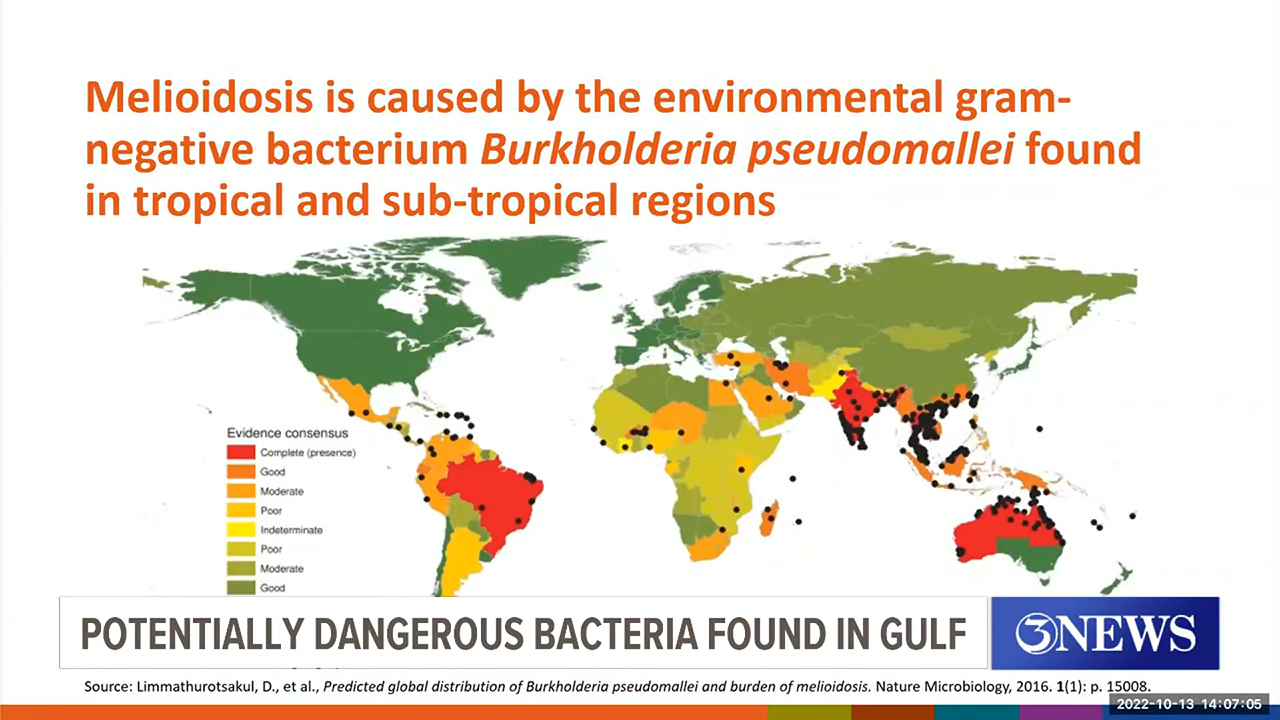 Melioidosis is caused by the environmental gram-
negative bacterium Burkholderia pseudomallei found
in tropical and sub-tropical regions
Evidence consensus
Complete (presence)
Good
Moderate
Poor
Indeterminate
Poor
Moderate
Good
POTENTIALLY DANGEROUS BACTERIA FOUND IN GULF
3NEWS
Source: Limmathurotsakul, D., et al., Predicted global distribution of Burkholderia pseudomallei and burden of melioidosis. Nature Microbiology, 2016. 1(1): p. 15008.
2022-10-13 14:07:05